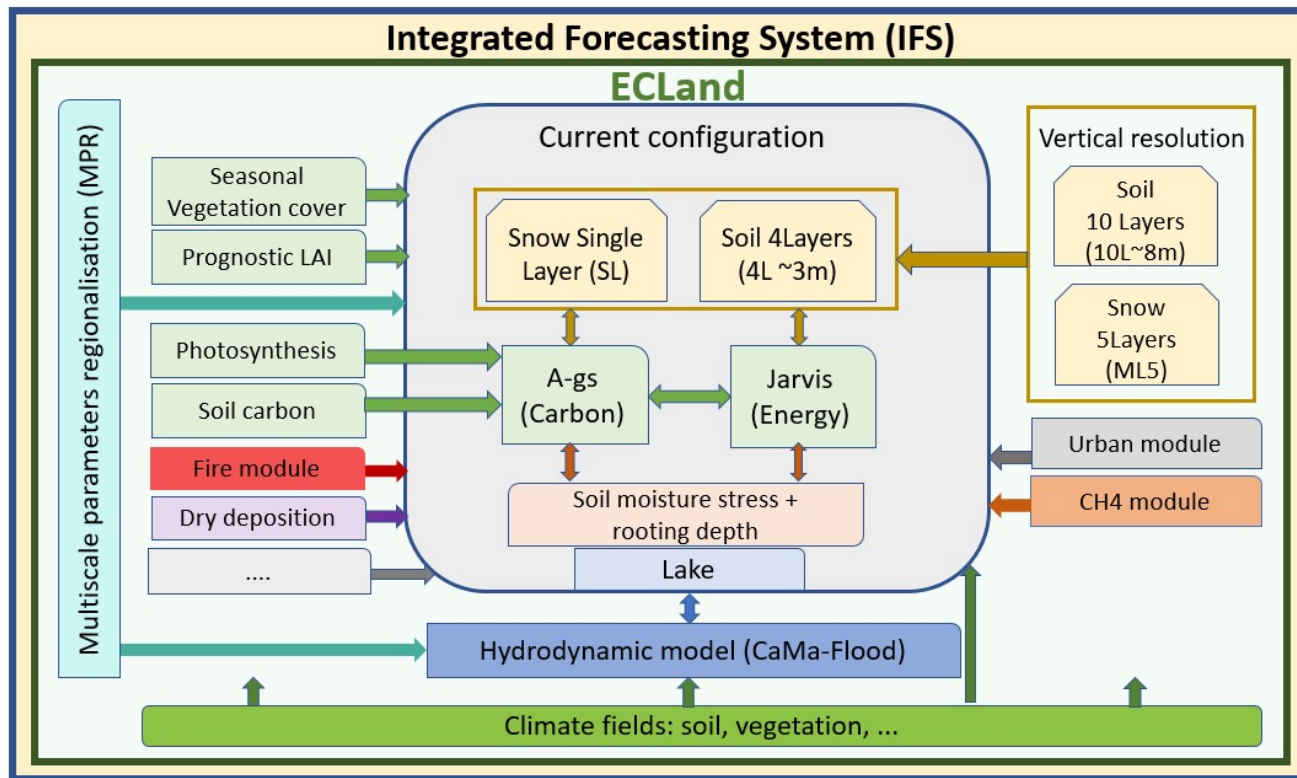 Integrated Forecasting System (IFS)
ECLand
Multiscale parameters regionalisation (MPR)
Seasonal
Vegetation cover
Prognostic LAI
Photosynthesis
Soil carbon
Fire module
Dry deposition
....
Current configuration
Snow Single
Layer (SL)
Soil 4Layers
(4L ~3m)
A-gs
(Carbon)
Jarvis
(Energy)
Soil moisture stress +
rooting depth
Lake
Hydrodynamic model (CaMa-Flood)
Vertical resolution
Soil
10 Layers
(10L~8m)
Snow
5Layers
(ML5)
Urban module
CH4 module
Climate fields: soil, vegetation, ...